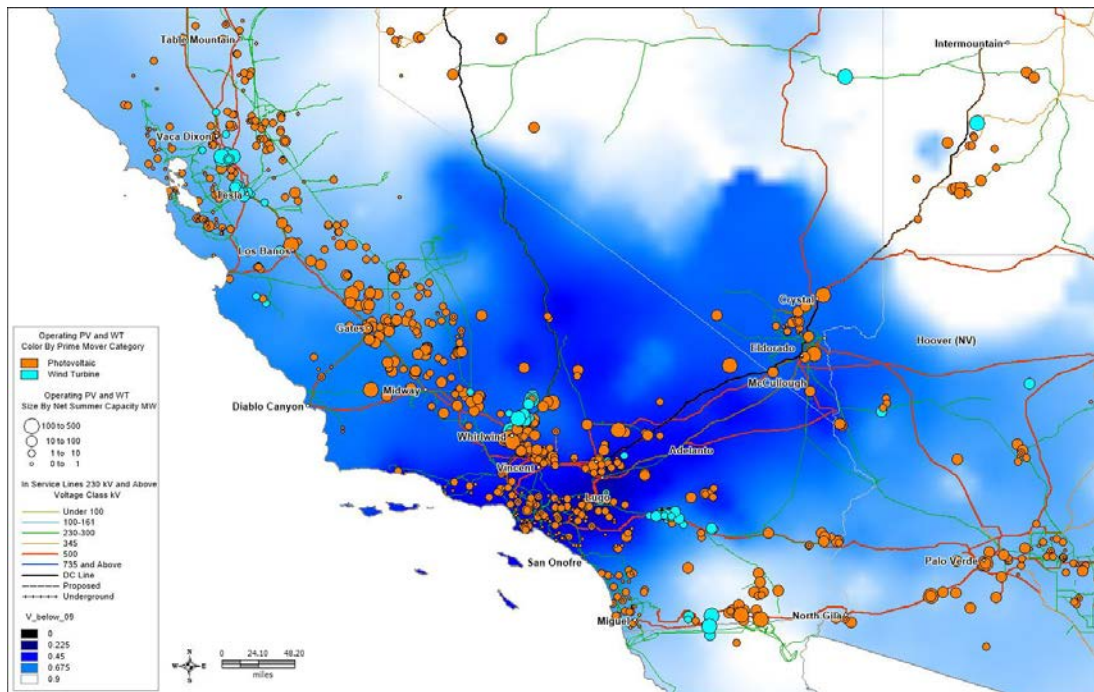 Table Mountain
Intermountain
Vaca Dixon
Tesla
Los Banos
Crystal
Gates
Eldorado
Hoover (NV)
McCullough
Midway
Diablo Canyon
Whirlwind
Adelanto
Vincent
Lugo
San Onofre
Palo Verde
Miguel
North Gila
Operating PV and WT
Color By Prime Mover Category
Photovoltaic
Wind Turbine
Operating PV and WT
Size By Net Summer Capacity MW
100 to 500
10 to 100
1 to 10
0 to 1
In Service Lines 230 kV and Above
Voltage Class kV
Under 100
100-161
230-300
345
500
735 and Above
DC Line
Proposed
Underground
V_below_09
0
0.225
0.45
0.675
0.9
N
W E
S
0 24.10 48.20
miles